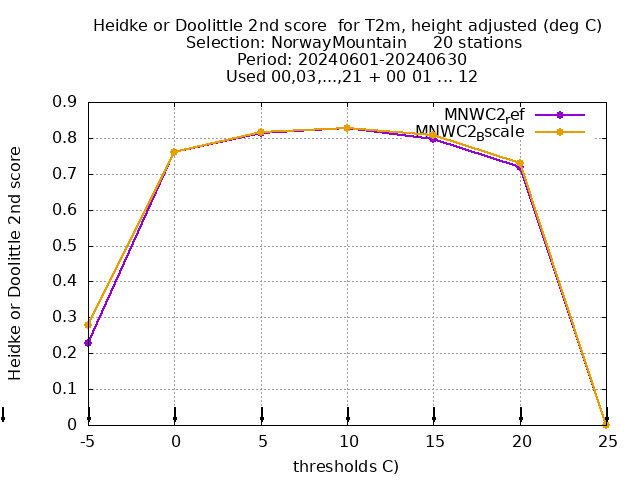 Heidke or Doolittle 2nd score  for T2m, height adjusted (deg C)
Selection: NorwayMountain     20 stations
Period: 20240601-20240630
Used 00,03,...,21 + 00 01 ... 12
MNWC2ref
MNWC2Bscale
Heidke or Doolittle 2nd score
0.9
0.8
0.7
0.6
0.5
0.4
0.3
0.2
0.1
0
-5 0 5 10 15 20 25
thresholds C)